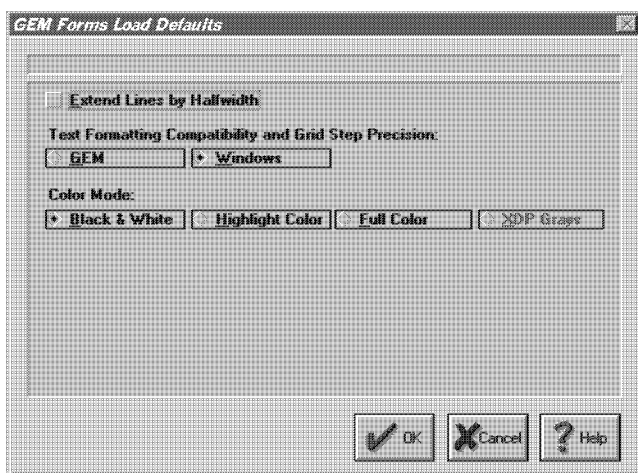 GEM Forms Load Defaults
Extend Lines by Halfwidth
Text Formatting Compatibility and Grid Step Precision:
GEM Windows
Color Mode:
Black & White Highlight Color Full Color XDP Grays
OK Cancel Help